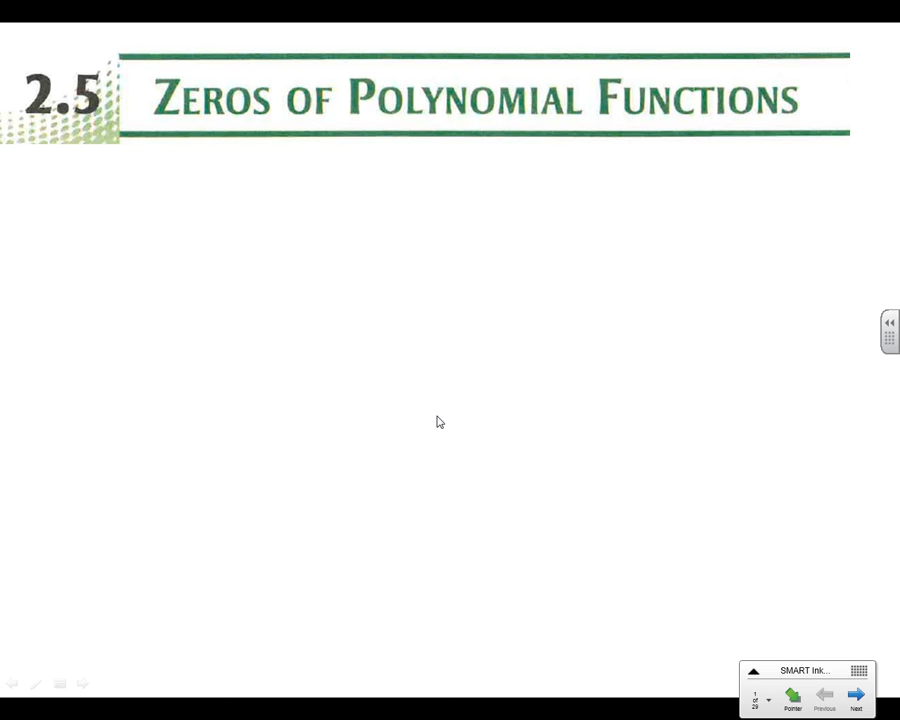 2.5 ZEROS OF POLYNOMIAL FUNCTIONS
SMART Ink...
1
of
29
Pointer
Previous
Next